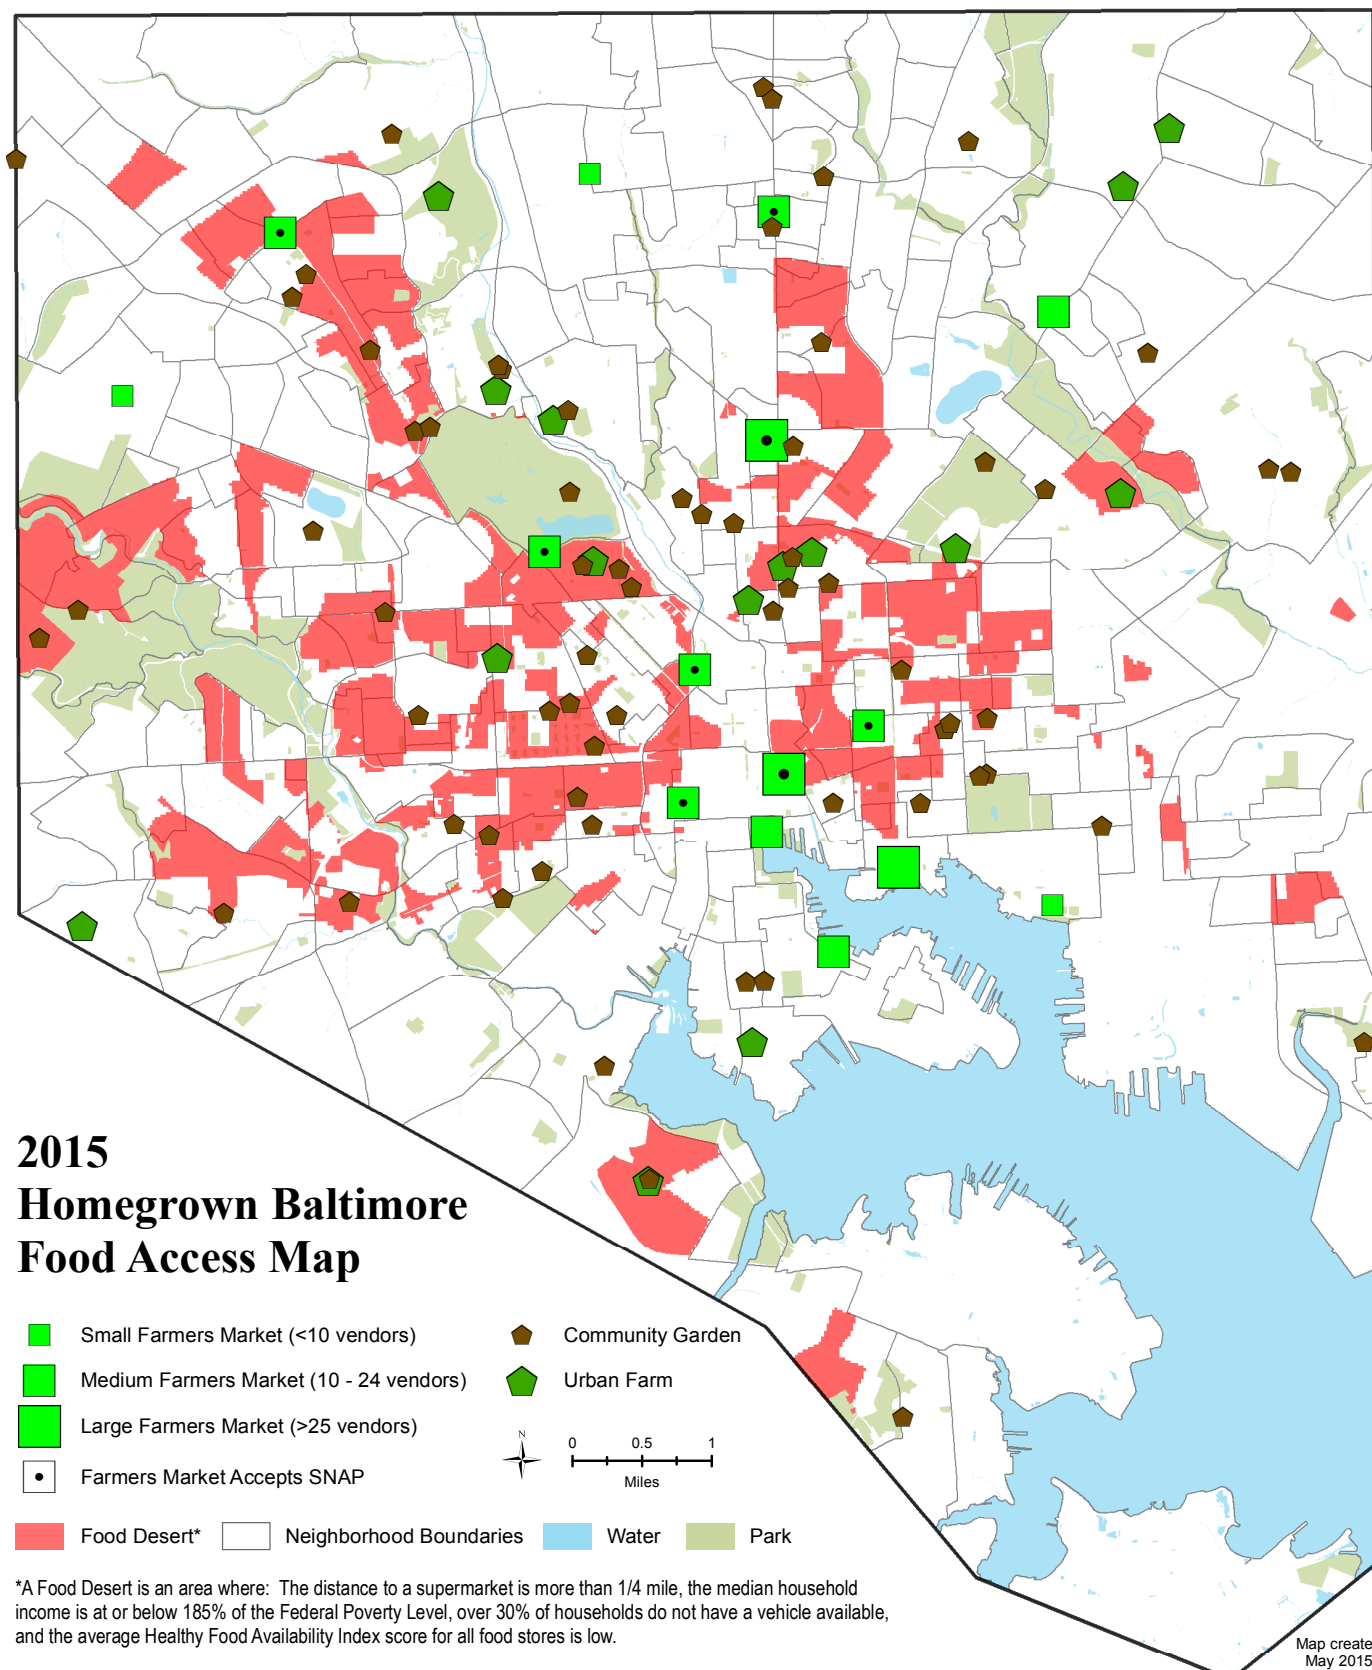 2015
Homegrown Baltimore
Food Access Map
Small Farmers Market (<10 vendors)
Medium Farmers Market (10 - 24 vendors)
Large Farmers Market (>25 vendors)
Farmers Market Accepts SNAP
Community Garden
Urban Farm
N
0 0.5 1
Miles
Food Desert*
Neighborhood Boundaries
Water
Park
*A Food Desert is an area where: The distance to a supermarket is more than 1/4 mile, the median household
income is at or below 185% of the Federal Poverty Level, over 30% of households do not have a vehicle available,
and the average Healthy Food Availability Index score for all food stores is low.
Map create
May 2015